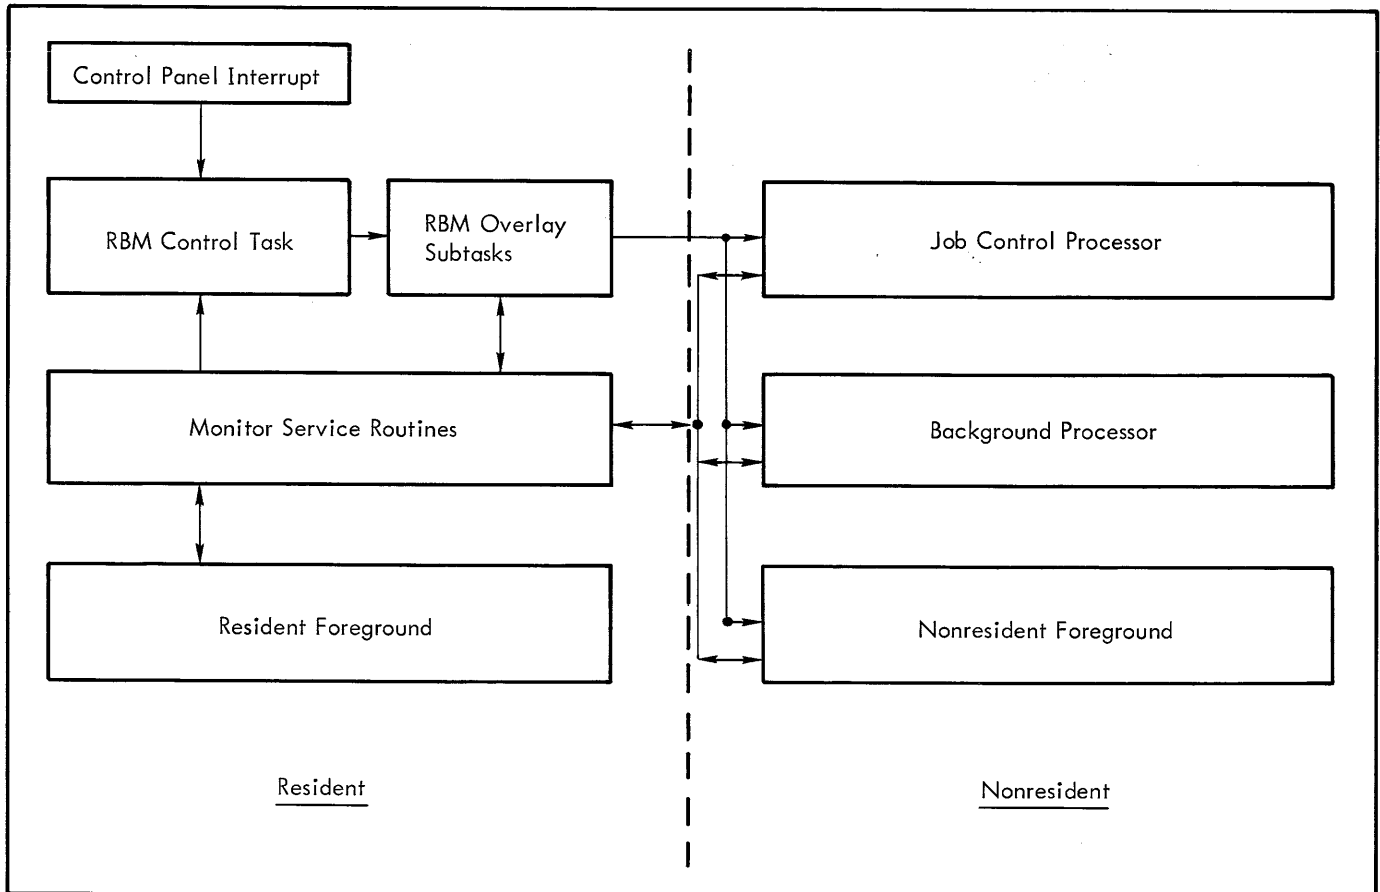 Control Panel Interrupt
RBM Control Task
RBM Overlay
Subtasks
Job Control Processor
Monitor Service Routines
Background Processor
Resident Foreground
Nonresident Foreground
Resident
Nonresident